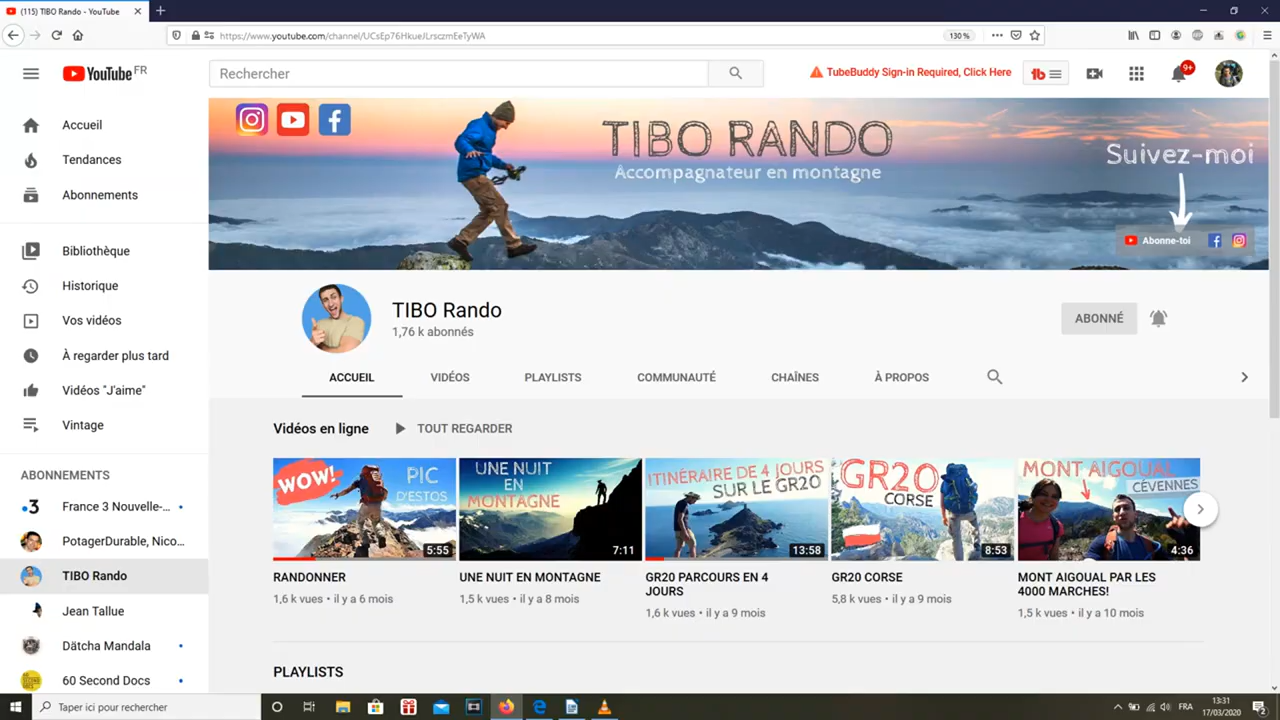 (115) TIBO Rando - YouTube
https://www.youtube.com/channel/UCsEp76HkueJLrsczmEeTyWA
130 %
YouTube FR
Rechercher
TubeBuddy Sign-in Required, Click Here
tb
9+
Accueil
Tendances
Abonnements
Bibliothèque
Historique
Vos vidéos
À regarder plus tard
Vidéos "J'aime"
Vintage
ABONNEMENTS
France 3 Nouvelle-...
PotagerDurable, Nico...
TIBO Rando
Jean Tallue
Dätcha Mandala
60 Second Docs
TIBO RANDO
Accompagnateur en montagne
Suivez-moi
Abonne-toi
TIBO Rando
1,76 k abonnés
ABONNÉ
ACCUEIL
VIDÉOS
PLAYLISTS
COMMUNAUTÉ
CHAÎNES
À PROPOS
Vidéos en ligne
TOUT REGARDER
WOW!
PIC
D'ESTOS
5:55
RANDONNER
1,6 k vues • il y a 6 mois
UNE NUIT
EN
MONTAGNE
7:11
UNE NUIT EN MONTAGNE
1,5 k vues • il y a 8 mois
ITINÉRAIRE DE 4 JOURS
SUR LE GR20
13:58
GR20 PARCOURS EN 4
JOURS
1,6 k vues • il y a 9 mois
GR20
CORSE
8:53
GR20 CORSE
5,8 k vues • il y a 9 mois
MONT AIGOUAL
CÉVENNES
4:36
MONT AIGOUAL PAR LES
4000 MARCHES!
1,5 k vues • il y a 10 mois
PLAYLISTS
Taper ici pour rechercher
FRA
13:31
17/03/2020
2